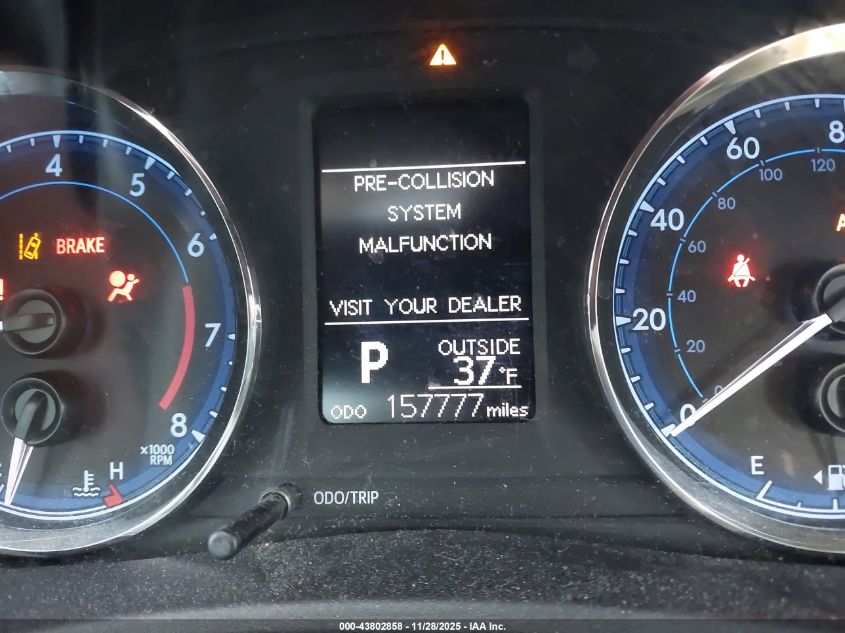 PRE-COLLISION
SYSTEM
MALFUNCTION
VISIT YOUR DEALER
P
OUTSIDE
37°F
ODO 157777 miles
4
5
6
7
8
BRAKE
x1000
RPM
H
ODO/TRIP
0
20
40
60
8
0
20
40
60
80
100
120
A
E
000-43802858 - 11/28/2025 - IAA Inc.